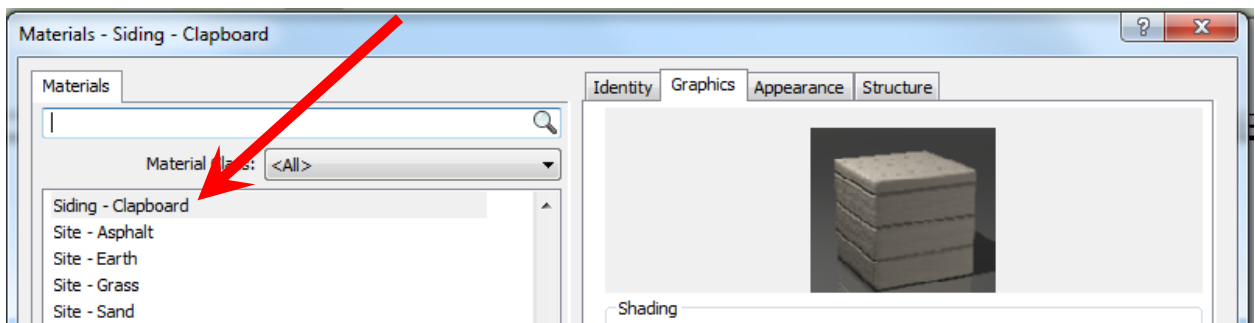 Materials - Siding - Clapboard
?
X
Materials
Identity Graphics Appearance Structure
Material Class: <All>
Siding - Clapboard
Site - Asphalt
Site - Earth
Site - Grass
Site - Sand
Shading